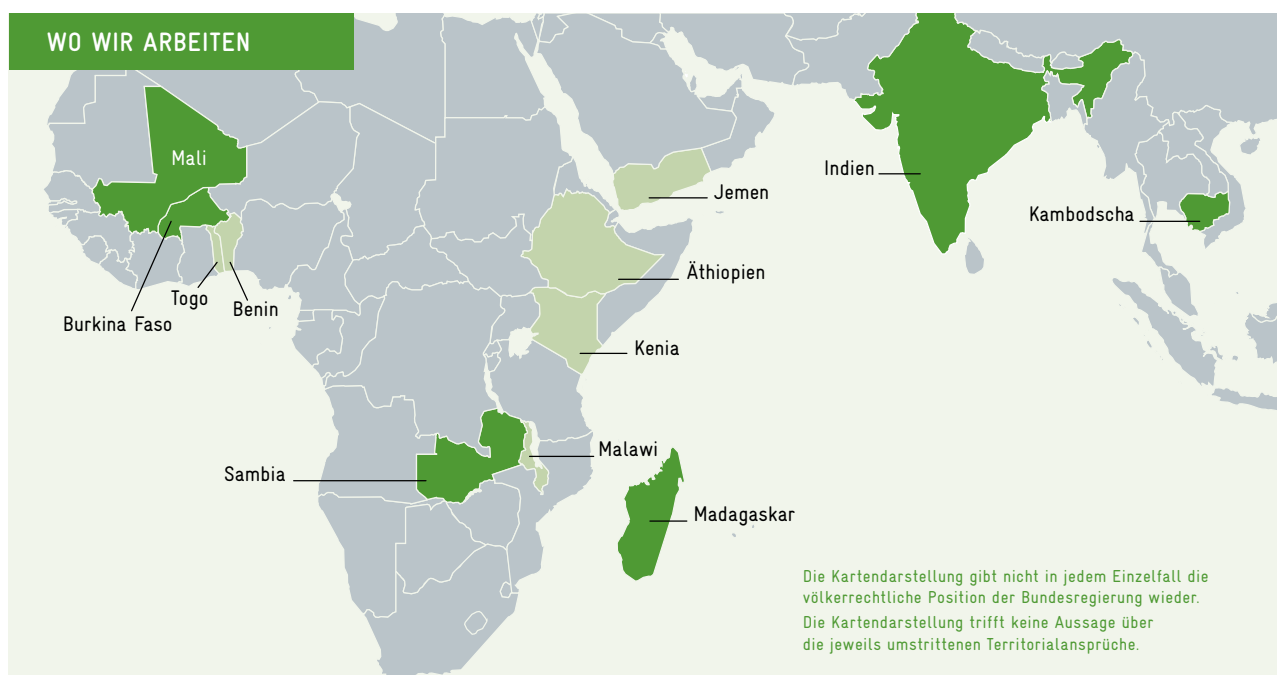 WO WIR ARBEITEN
Mali
Indien
Jemen
Kambodscha
Äthiopien
Togo
Benin
Burkina Faso
Kenia
Malawi
Sambia
Madagaskar
Die Kartendarstellung gibt nicht in jedem Einzelfall die
völkerrechtliche Position der Bundesregierung wieder.
Die Kartendarstellung trifft keine Aussage über
die jeweils umstrittenen Territorialansprüche.